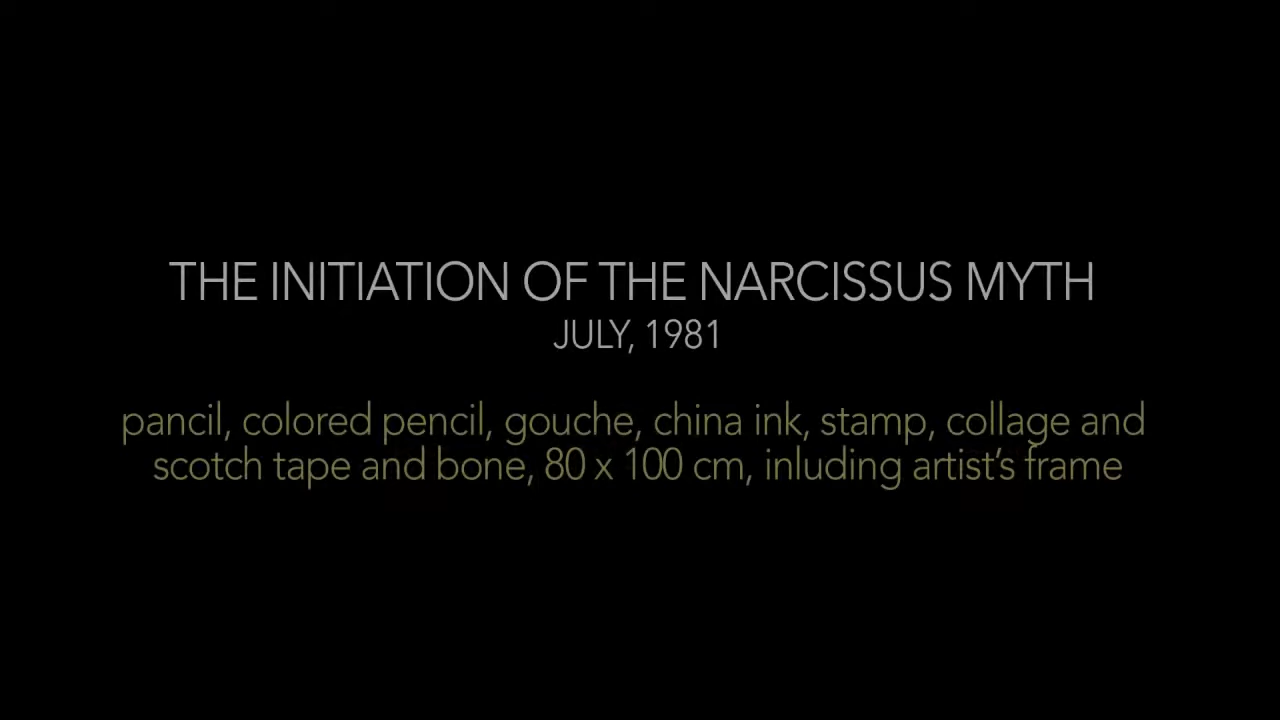 THE INITIATION OF THE NARCISSUS MYTH
JULY, 1981
pancil, colored pencil, gouche, china ink, stamp, collage and
scotch tape and bone, 80 x 100 cm, inluding artist’s frame